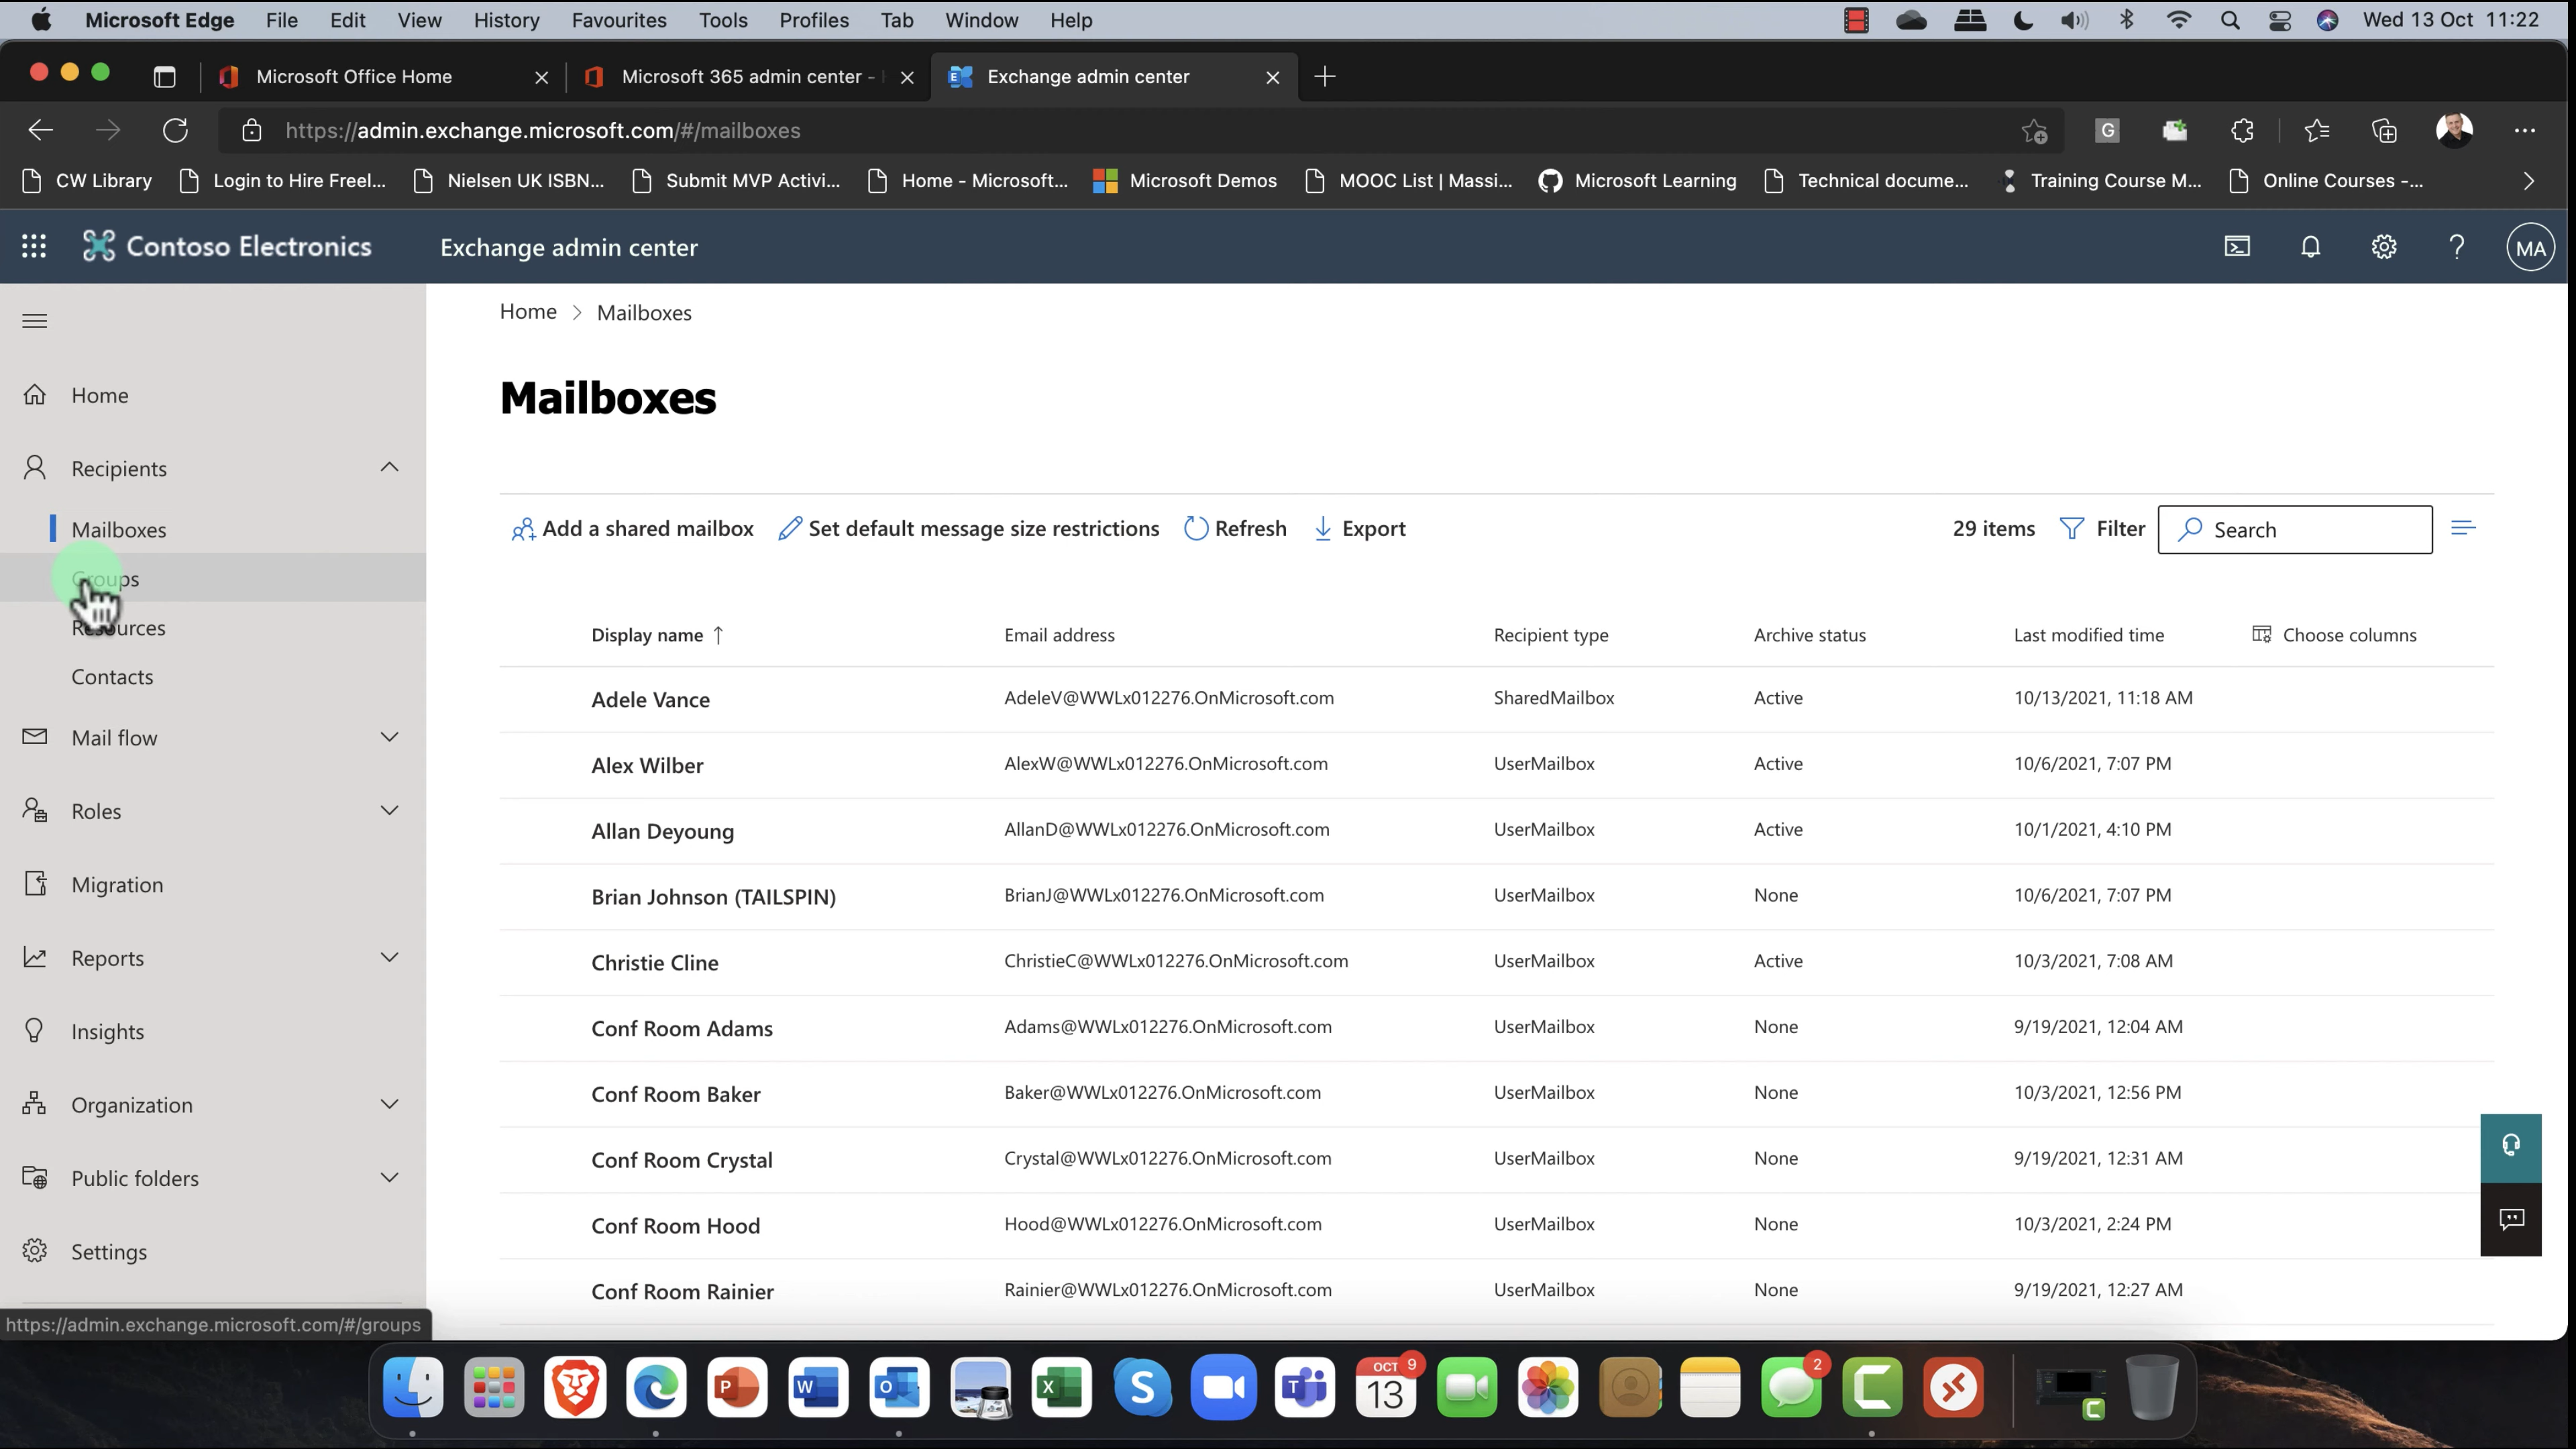 Microsoft Edge File Edit View History Favourites Tools Profiles Tab Window Help Wed 13 Oct 11:22
Microsoft Office Home Microsoft 365 admin center - Exchange admin center
https://admin.exchange.microsoft.com/#/mailboxes G
CW Library Login to Hire Freel... Nielsen UK ISBN... Submit MVP Activi... Home - Microsoft... Microsoft Demos MOOC List | Massi... Microsoft Learning Technical docume... Training Course M... Online Courses -...
Contoso Electronics Exchange admin center ? MA
Home > Mailboxes
Mailboxes
Home
Recipients
Mailboxes
Groups
Resources
Contacts
Mail flow
Roles
Migration
Reports
Insights
Organization
Public folders
Settings
Add a shared mailbox Set default message size restrictions Refresh Export 29 items Filter Search
Display name ↑ Email address Recipient type Archive status Last modified time Choose columns
Adele Vance AdeleV@WWLx012276.OnMicrosoft.com SharedMailbox Active 10/13/2021, 11:18 AM
Alex Wilber AlexW@WWLx012276.OnMicrosoft.com UserMailbox Active 10/6/2021, 7:07 PM
Allan Deyoung AllanD@WWLx012276.OnMicrosoft.com UserMailbox Active 10/1/2021, 4:10 PM
Brian Johnson (TAILSPIN) BrianJ@WWLx012276.OnMicrosoft.com UserMailbox None 10/6/2021, 7:07 PM
Christie Cline ChristieC@WWLx012276.OnMicrosoft.com UserMailbox Active 10/3/2021, 7:08 AM
Conf Room Adams Adams@WWLx012276.OnMicrosoft.com UserMailbox None 9/19/2021, 12:04 AM
Conf Room Baker Baker@WWLx012276.OnMicrosoft.com UserMailbox None 10/3/2021, 12:56 PM
Conf Room Crystal Crystal@WWLx012276.OnMicrosoft.com UserMailbox None 9/19/2021, 12:31 AM
Conf Room Hood Hood@WWLx012276.OnMicrosoft.com UserMailbox None 10/3/2021, 2:24 PM
Conf Room Rainier Rainier@WWLx012276.OnMicrosoft.com UserMailbox None 9/19/2021, 12:27 AM
https://admin.exchange.microsoft.com/#/groups
P W O X S T OCT 13 9 2 C C